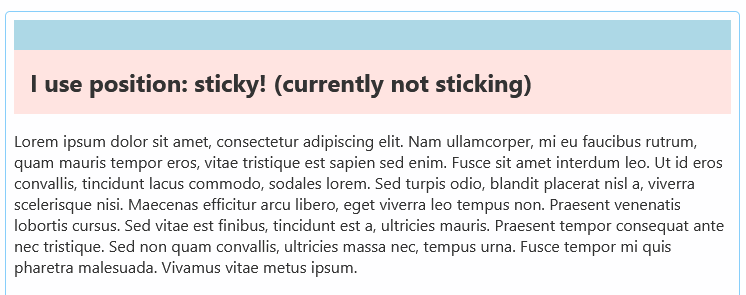 I use position: sticky! (currently not sticking)
Lorem ipsum dolor sit amet, consectetur adipiscing elit. Nam ullamcorper, mi eu faucibus rutrum,
quam mauris tempor eros, vitae tristique est sapien sed enim. Fusce sit amet interdum leo. Ut id eros
convallis, tincidunt lacus commodo, sodales lorem. Sed turpis odio, blandit placerat nisl a, viverra
scelerisque nisi. Maecenas efficitur arcu libero, eget viverra leo tempus non. Praesent venenatis
lobortis cursus. Sed vitae est finibus, tincidunt est a, ultricies mauris. Praesent tempor consequat ante
nec tristique. Sed non quam convallis, ultricies massa nec, tempus urna. Fusce tempor mi quis
pharetra malesuada. Vivamus vitae metus ipsum.